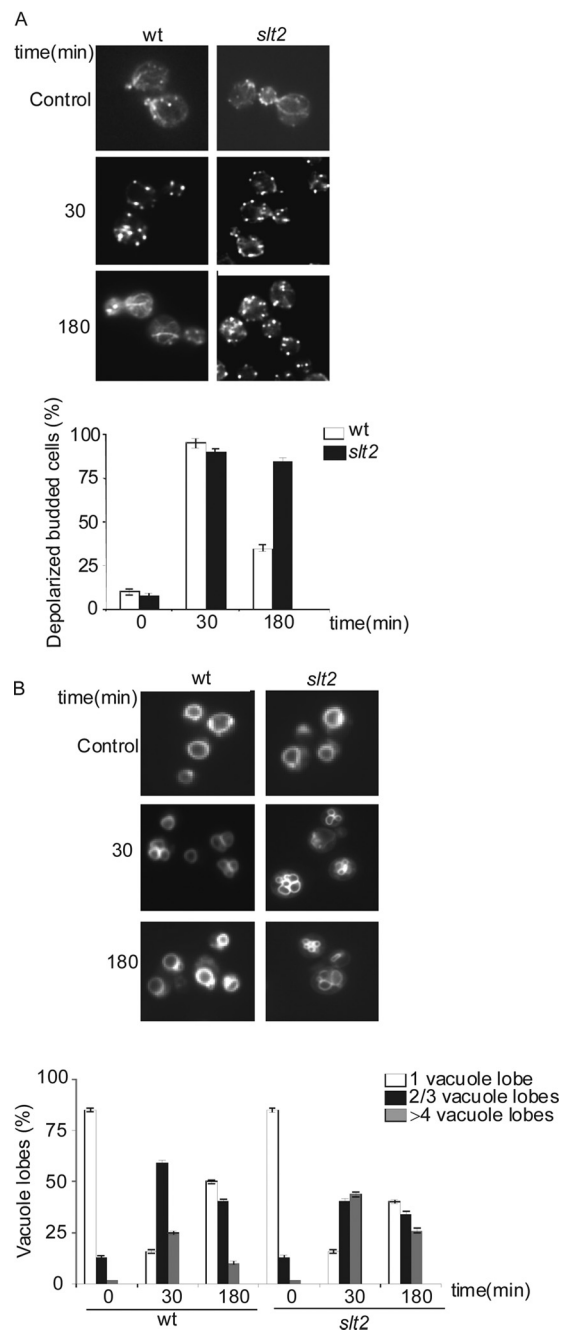 A
wt slt2
time(min)
Control
30
180
Depolarized budded cells (%)
100
75
50
25
0
0 30 180 time(min)
wt
slt2
B
wt slt2
time(min)
Control
30
180
Vacuole lobes (%)
100
75
50
25
0
1 vacuole lobe
2/3 vacuole lobes
>4 vacuole lobes
0 30 180 0 30 180 time(min)
wt slt2